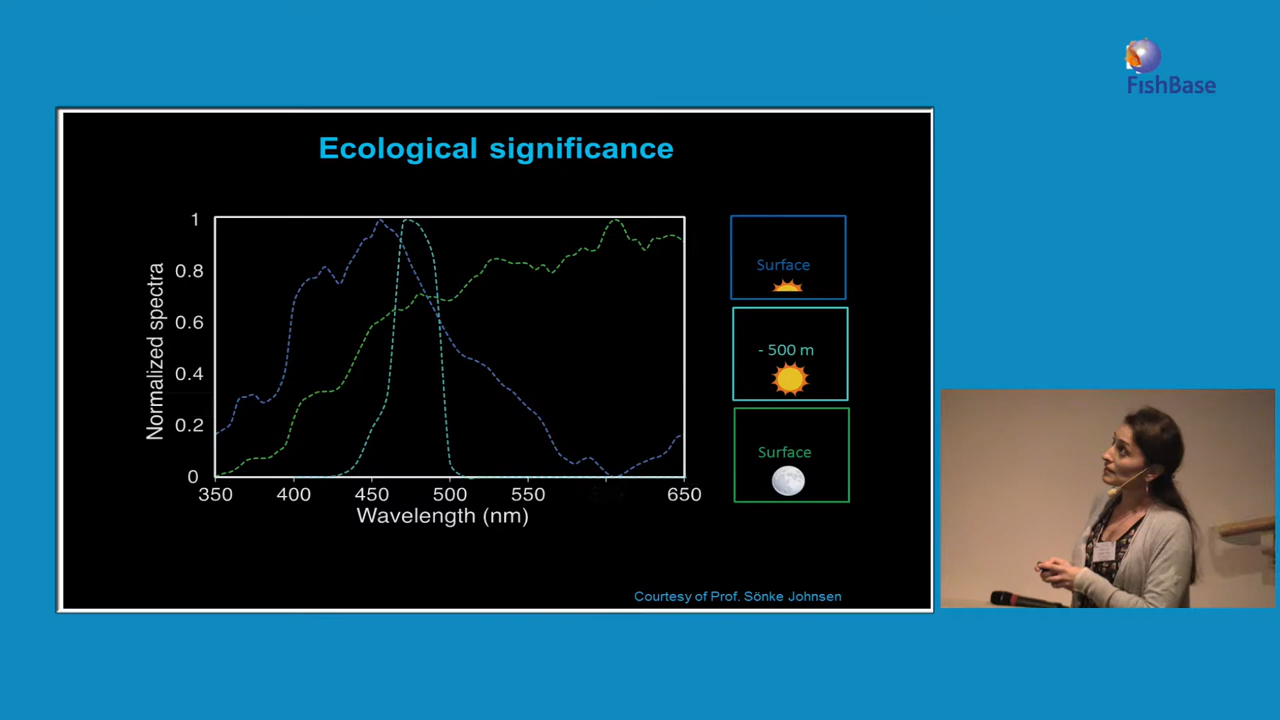 FishBase
Ecological significance
Normalized spectra
1
0.8
0.6
0.4
0.2
0
350 400 450 500 550 650
Wavelength (nm)
Surface
- 500 m
Surface
Courtesy of Prof. Sönke Johnsen